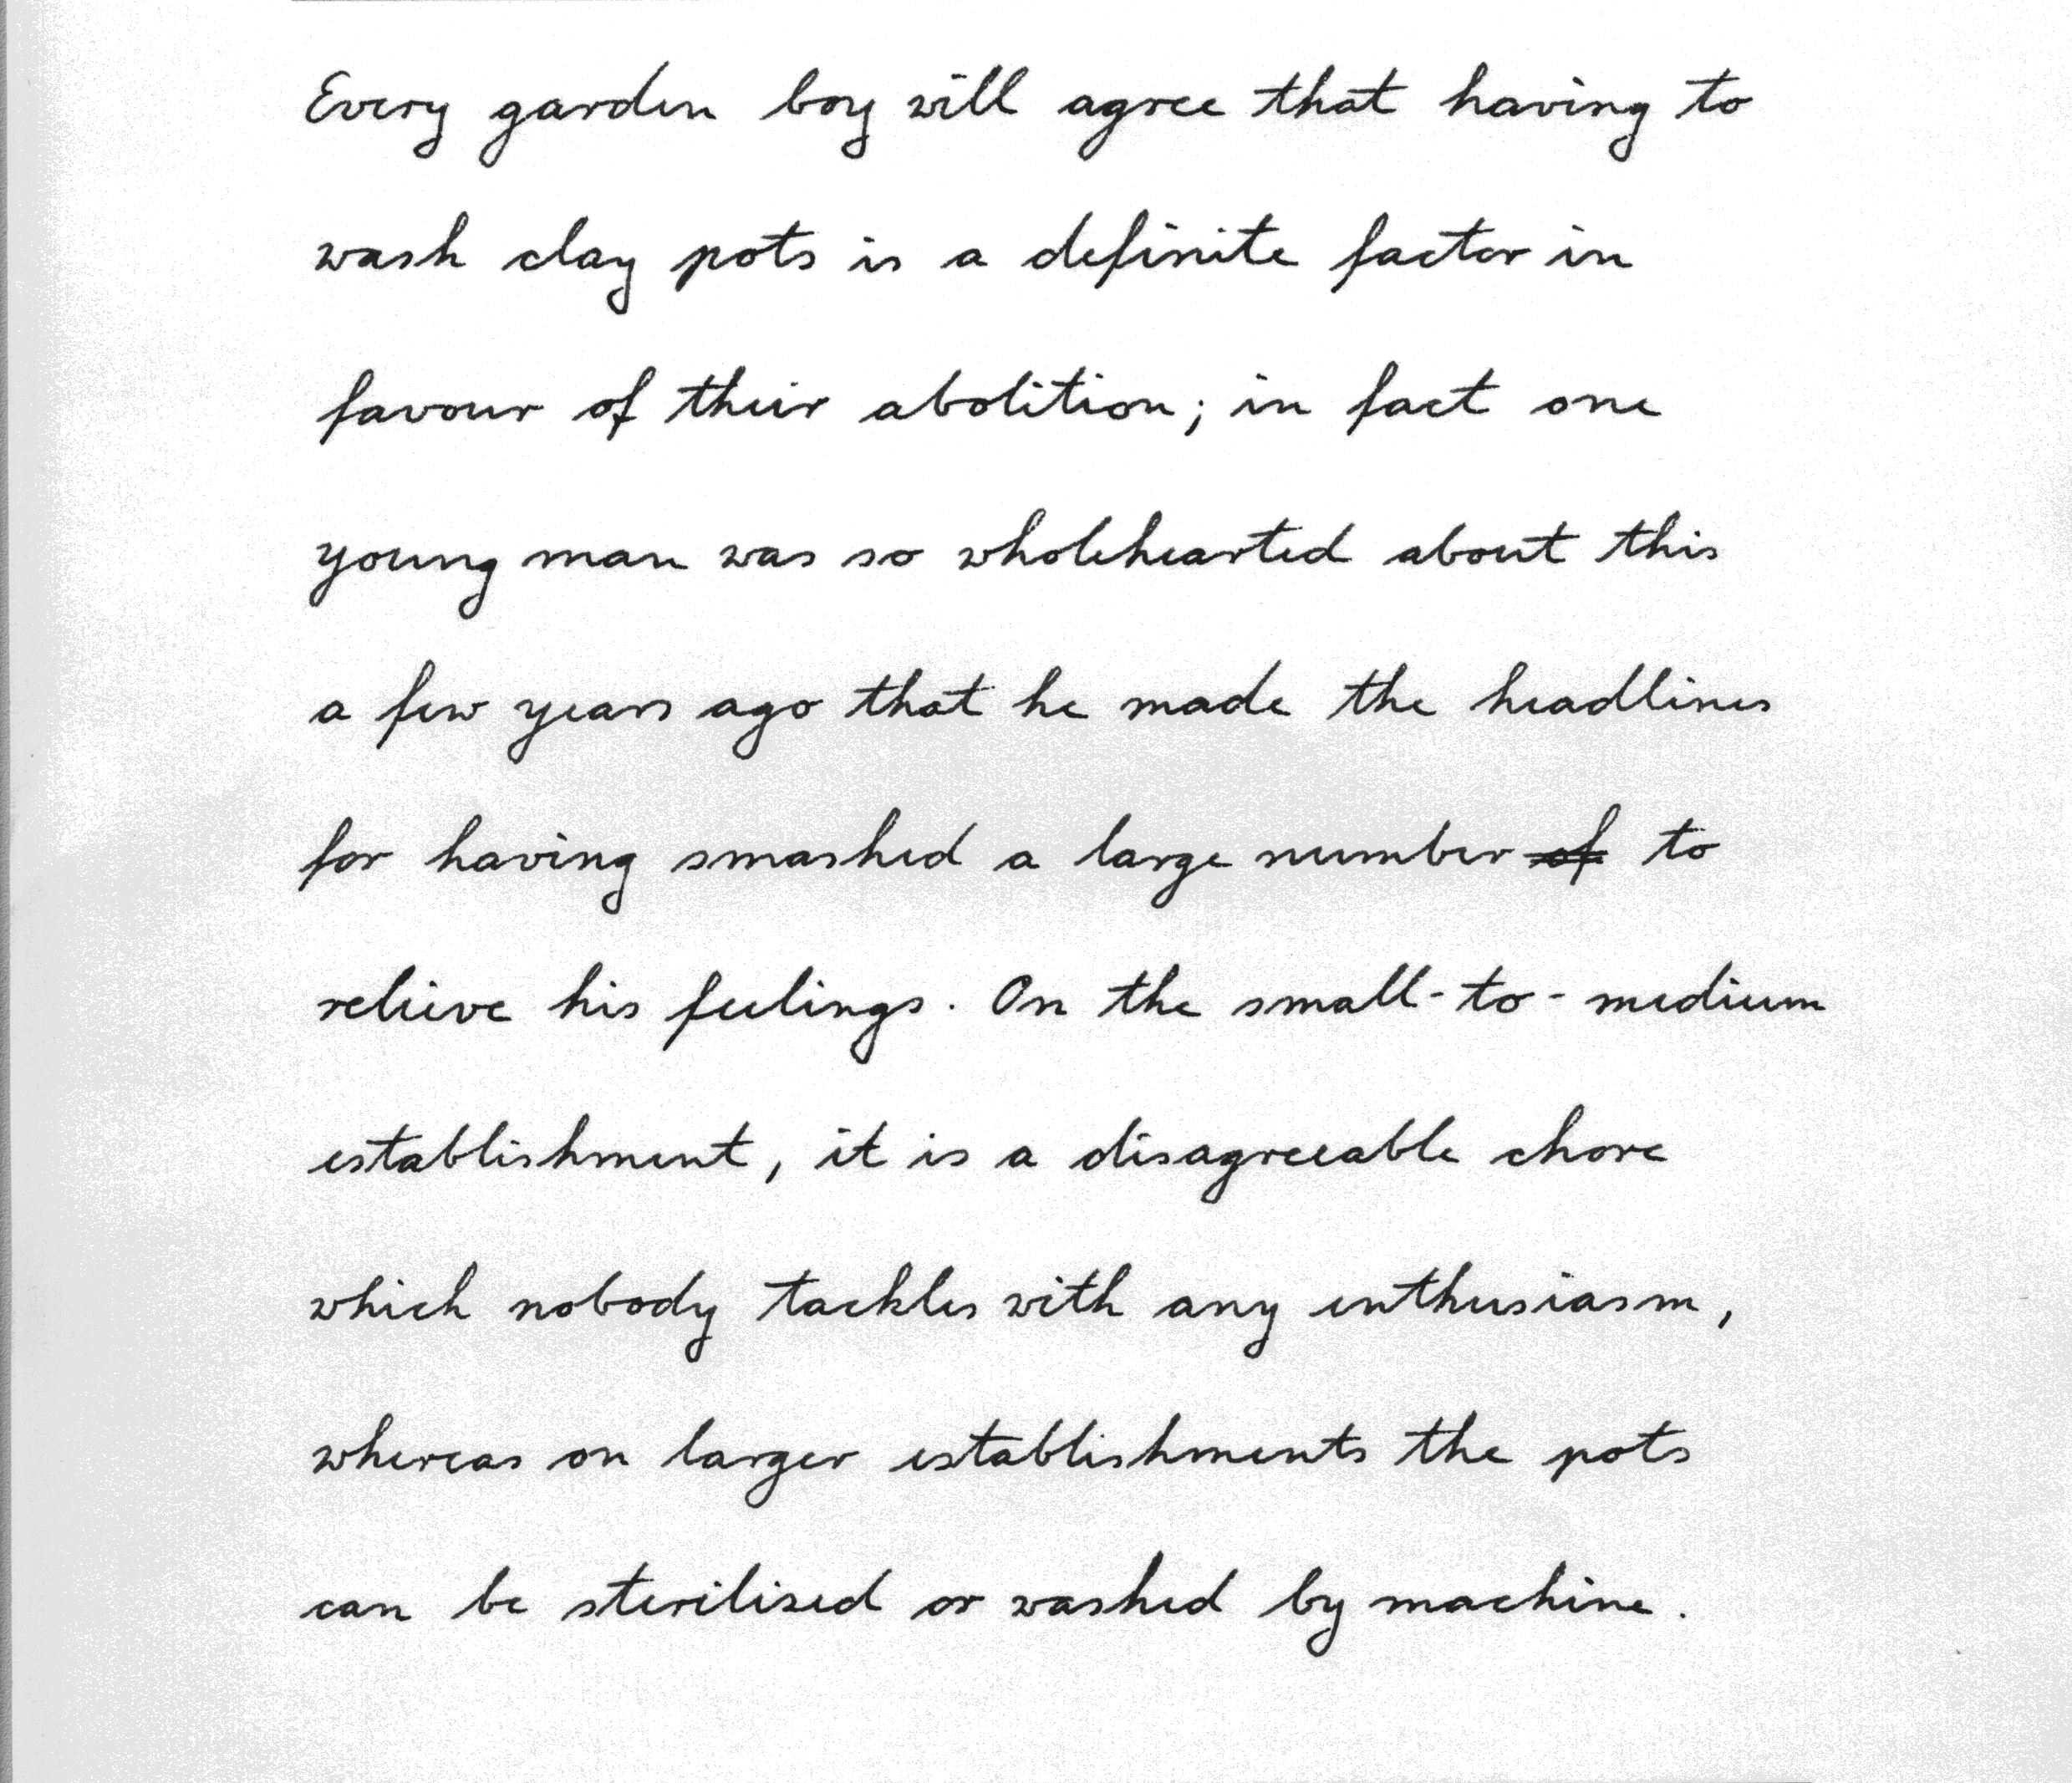 Every garden boy will agree that having to
wash clay pots is a definite factor in
favour of their abolition; in fact one
young man was so wholehearted about this
a few years ago that he made the headlines
for having smashed a large number of to
relieve his feelings. On the small-to-medium
establishment, it is a disagreeable chore
which nobody tackles with any enthusiasm,
whereas on larger establishments the pots
can be sterilised or washed by machine.